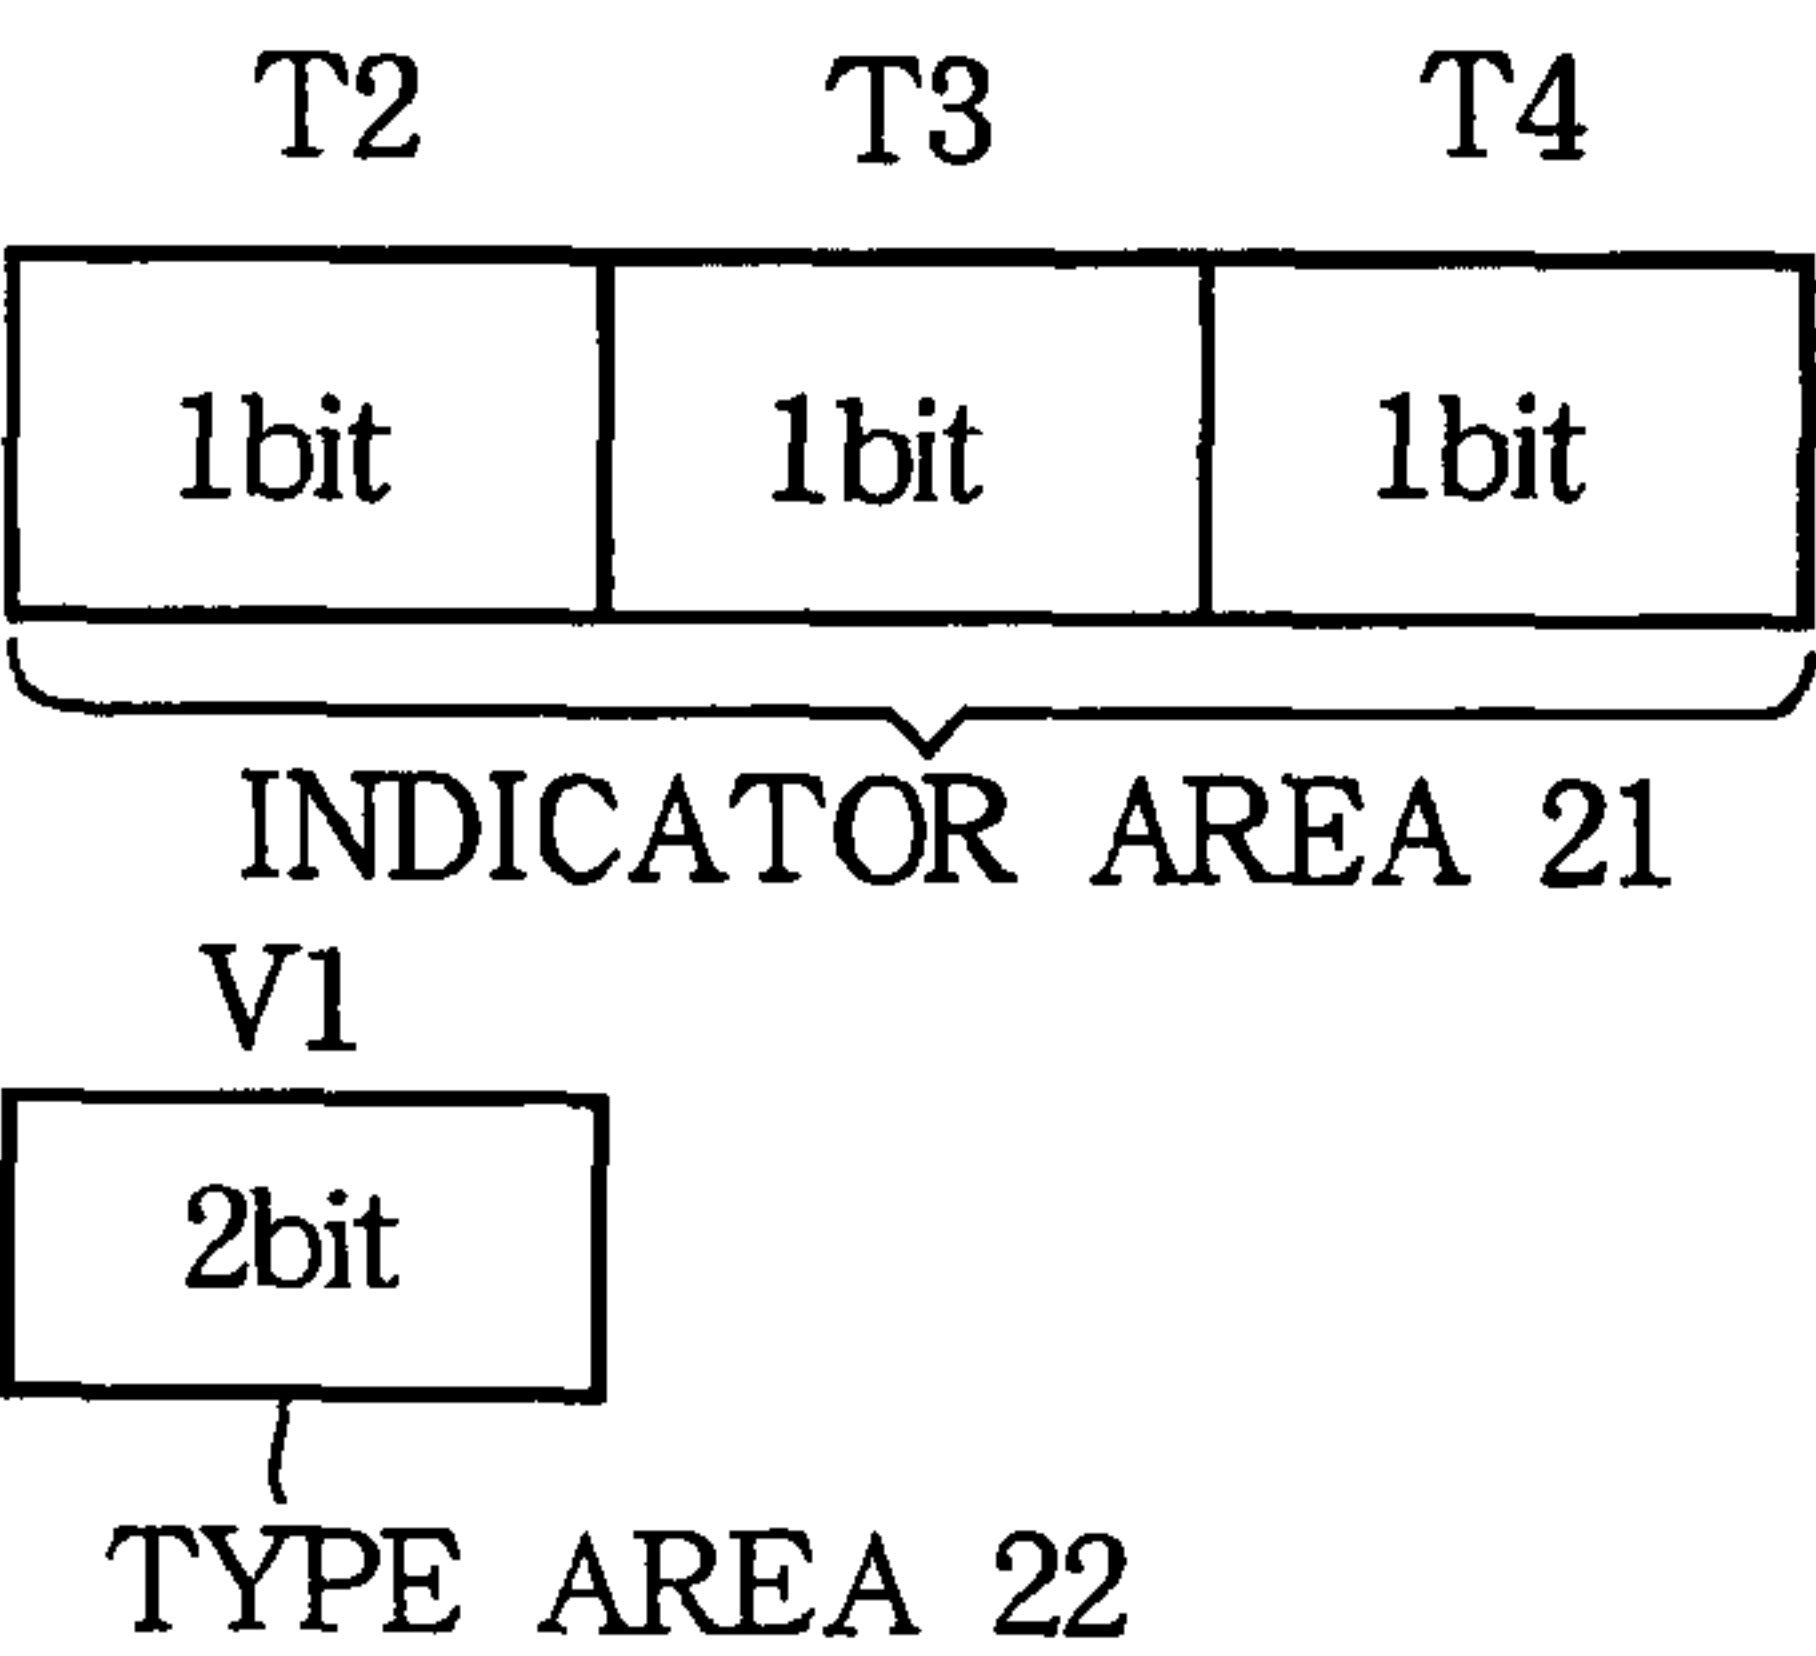 T2 T3 T4
1bit 1bit 1bit
INDICATOR AREA 21
V1
2bit
TYPE AREA 22